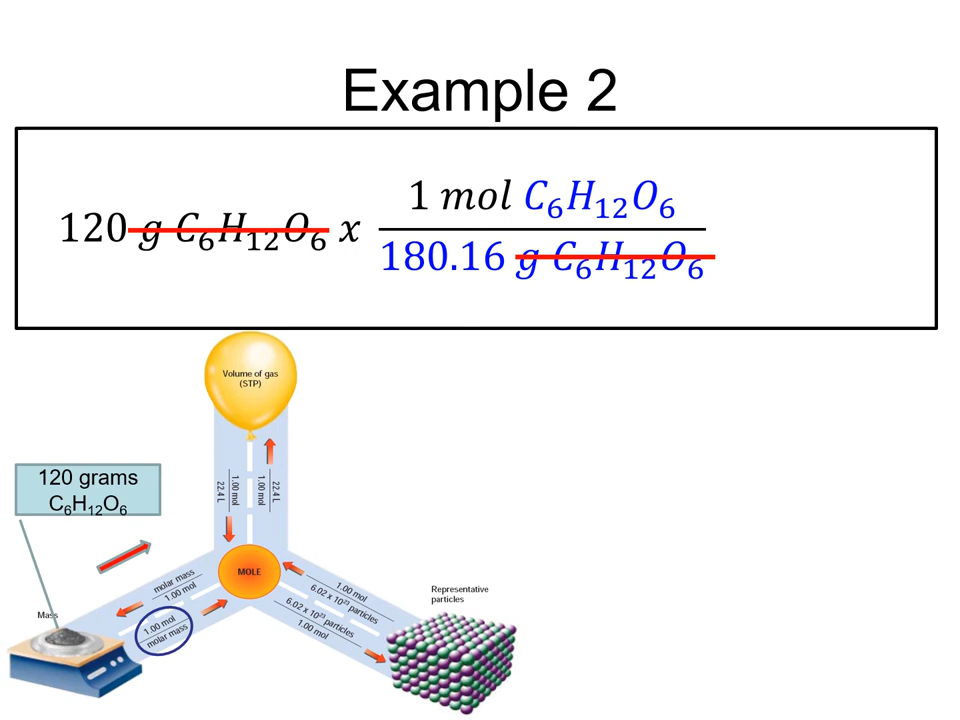 Example 2
120 g C₆H₁₂O₆ x 1 mol C₆H₁₂O₆ / 180.16 g C₆H₁₂O₆
Volume of gas
(STP)
22.4 L
1.00 mol
1.00 mol
22.4 L
120 grams
C₆H₁₂O₆
MOLE
molar mass
1.00 mol
1.00 mol
molar mass
Mass
1.00 mol
6.02 x 10²³ particles
6.02 x 10²³ particles
1.00 mol
Representative
particles